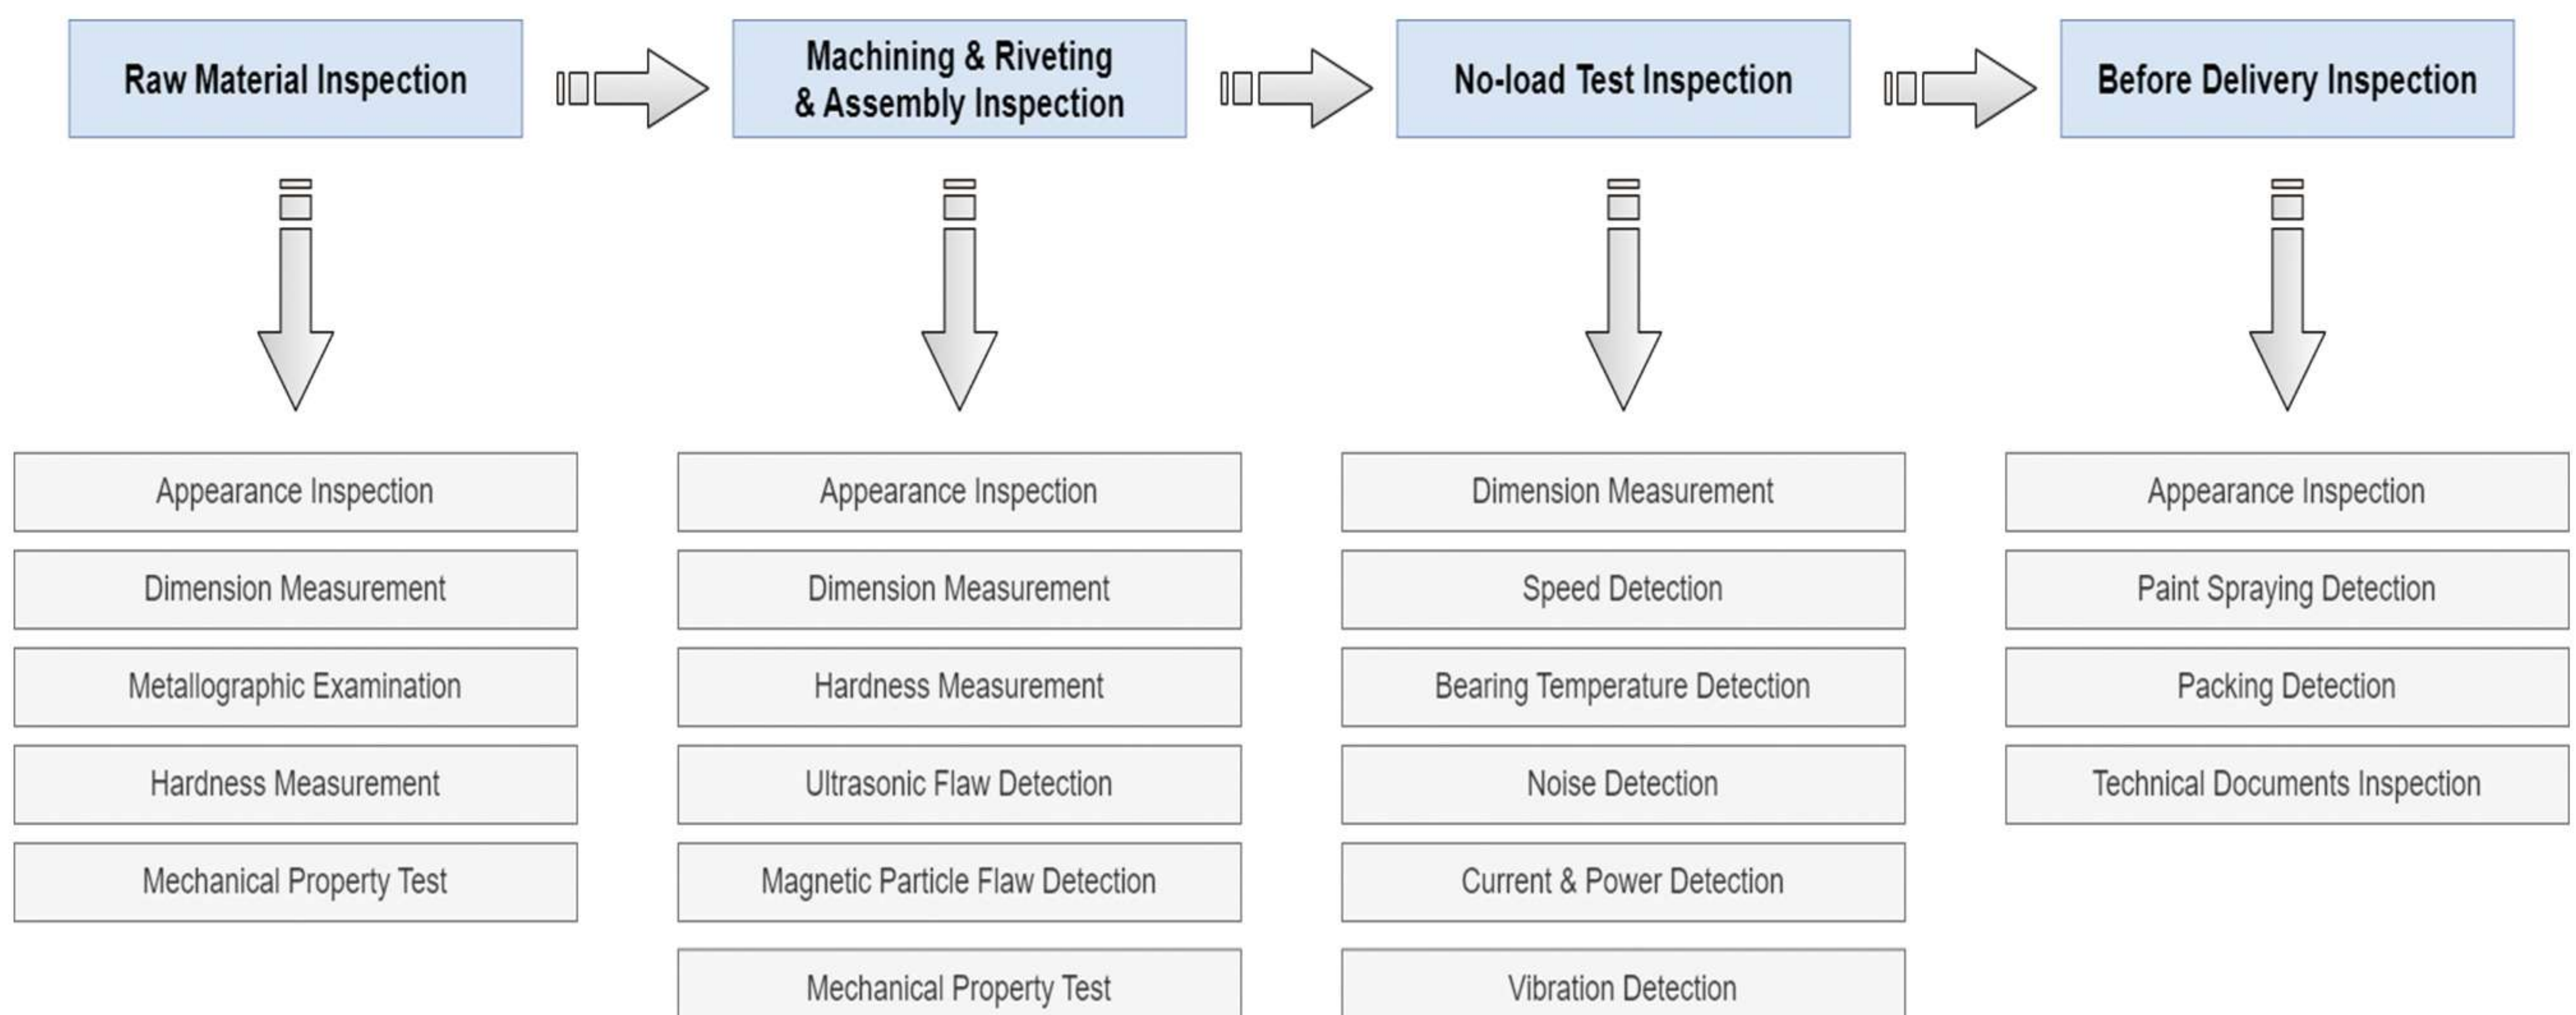 Raw Material Inspection
Machining & Riveting
& Assembly Inspection
No-load Test Inspection
Before Delivery Inspection
Appearance Inspection
Dimension Measurement
Metallographic Examination
Hardness Measurement
Mechanical Property Test
Appearance Inspection
Dimension Measurement
Hardness Measurement
Ultrasonic Flaw Detection
Magnetic Particle Flaw Detection
Mechanical Property Test
Dimension Measurement
Speed Detection
Bearing Temperature Detection
Noise Detection
Current & Power Detection
Vibration Detection
Appearance Inspection
Paint Spraying Detection
Packing Detection
Technical Documents Inspection